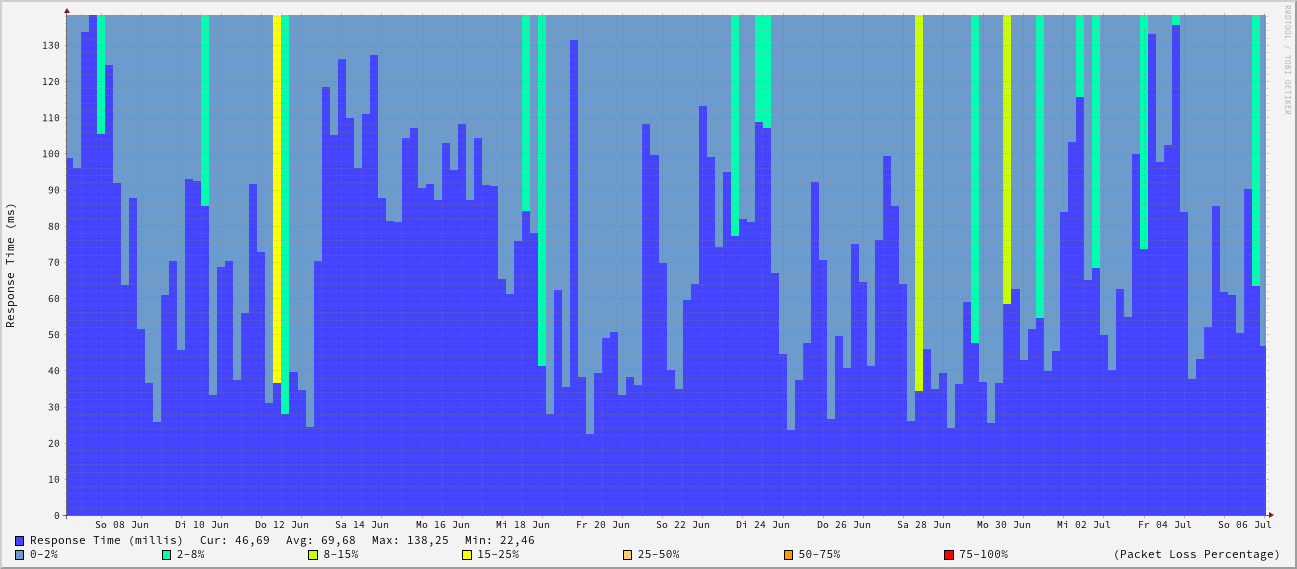 RRDTOOL / TOBI OETIKER
Response Time (ms)
130
120
110
100
90
80
70
60
50
40
30
20
10
0
So 08 Jun Di 10 Jun Do 12 Jun Sa 14 Jun Mo 16 Jun Mi 18 Jun Fr 20 Jun So 22 Jun Di 24 Jun Do 26 Jun Sa 28 Jun Mo 30 Jun Mi 02 Jul Fr 04 Jul So 06 Jul
Response Time (millis) Cur: 46,69 Avg: 69,68 Max: 138,25 Min: 22,46
0-2% 2-8% 8-15% 15-25% 25-50% 50-75% 75-100% (Packet Loss Percentage)